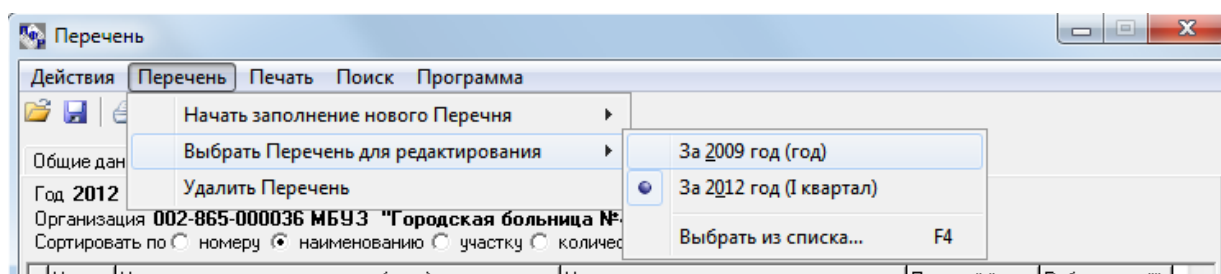 Перечень
Действия Перечень Печать Поиск Программа
Начать заполнение нового Перечня
Выбрать Перечень для редактирования
За 2009 год (год)
Общие дан
Удалить Перечень
За 2012 год (I квартал)
Год 2012
Организация 002-865-000036 МБУЗ "Городская больница №
Выбрать из списка... F4
Сортировать по номеру наименованию участку количес